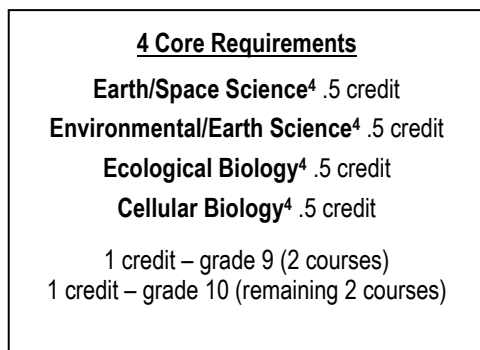 4 Core Requirements
Earth/Space Science⁴ .5 credit
Environmental/Earth Science⁴ .5 credit
Ecological Biology⁴ .5 credit
Cellular Biology⁴ .5 credit
1 credit – grade 9 (2 courses)
1 credit – grade 10 (remaining 2 courses)